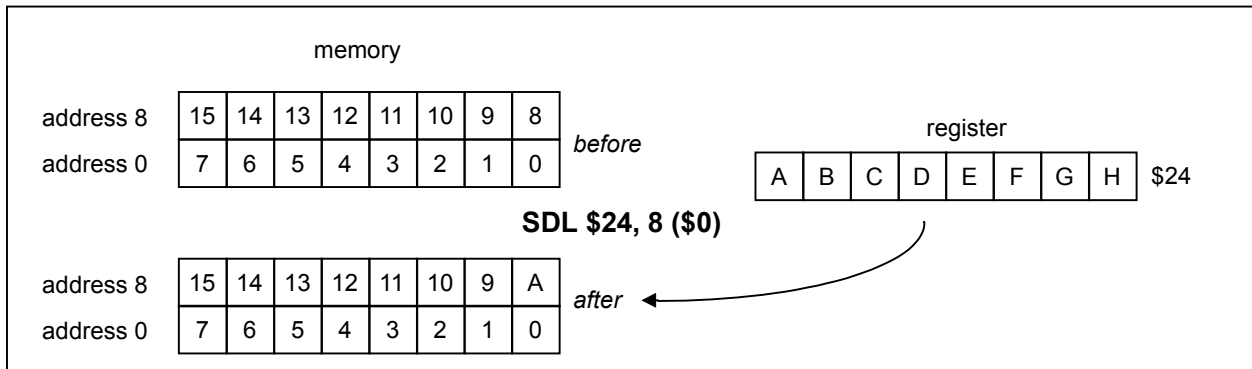 memory
address 8 15 14 13 12 11 10 9 8
before
address 0 7 6 5 4 3 2 1 0
register
A B C D E F G H $24
SDL $24, 8 ($0)
address 8 15 14 13 12 11 10 9 A
after
address 0 7 6 5 4 3 2 1 0